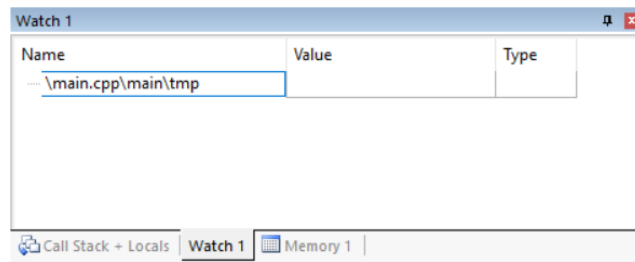 Watch 1
Name Value Type
\main.cpp\main\tmp
Call Stack + Locals Watch 1 Memory 1